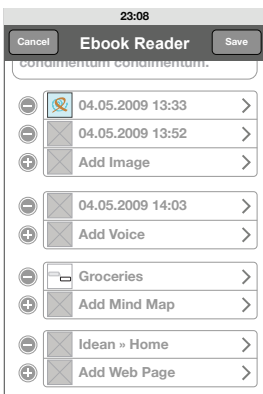 23:08
Cancel Ebook Reader Save
condimentum condimentum.
04.05.2009 13:33
04.05.2009 13:52
Add Image
04.05.2009 14:03
Add Voice
Groceries
Add Mind Map
Idean » Home
Add Web Page